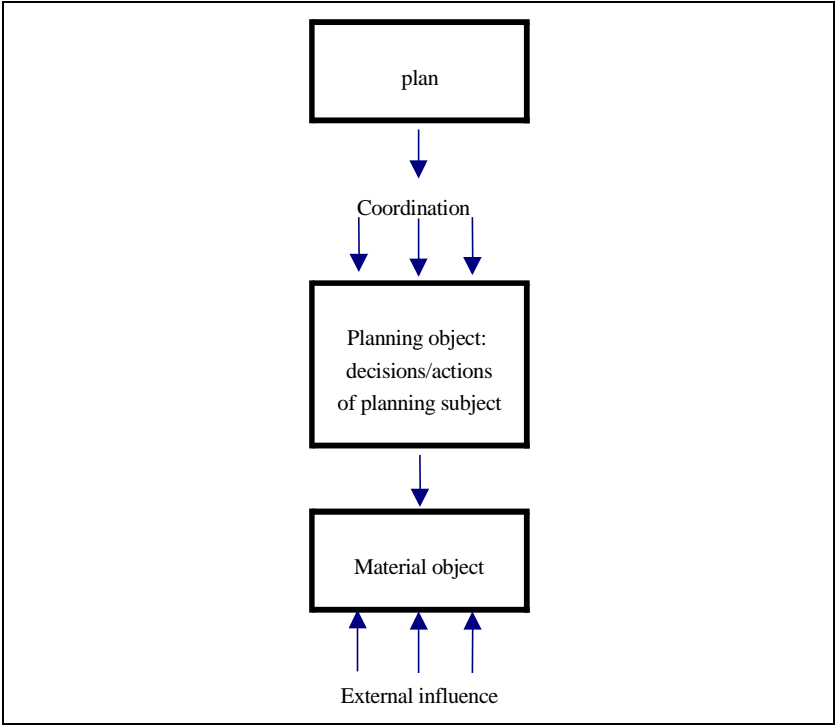 plan
Coordination
Planning object:
decisions/actions
of planning subject
Material object
External influence